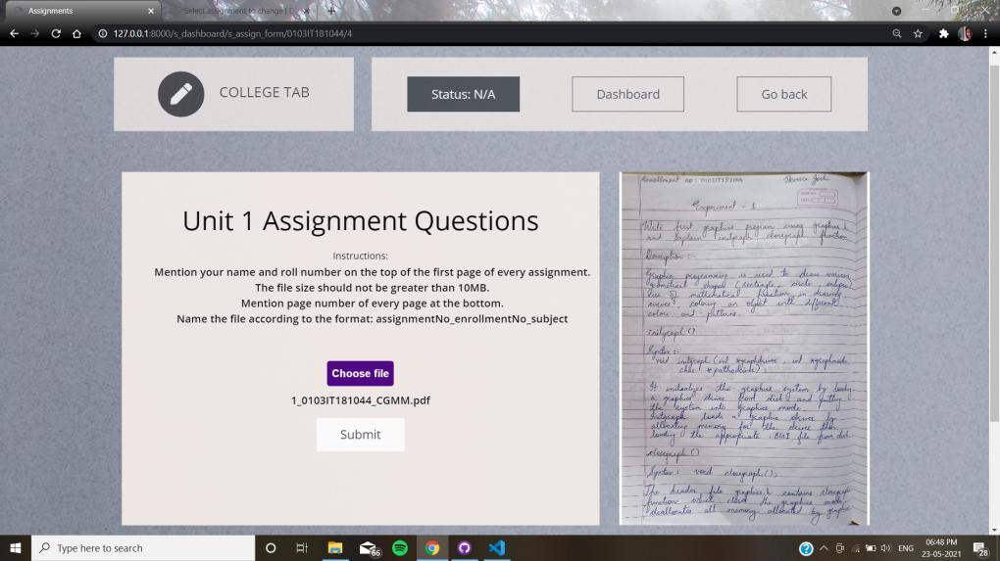 Assignments
Select assignment to change | D
127.0.0.1:8000/s_dashboard/s_assign_form/0103IT181044/4
COLLEGE TAB
Status: N/A
Dashboard
Go back
Unit 1 Assignment Questions
Instructions:
Mention your name and roll number on the top of the first page of every assignment.
The file size should not be greater than 10MB.
Mention page number of every page at the bottom.
Name the file according to the format: assignmentNo_enrollmentNo_subject
Choose file
1_0103IT181044_CGMM.pdf
Submit
Enrollment no : 0103IT181044
Joshi
Experiment - 1
Write first graphics program using graphics.h
and Explain initgraph closegraph function
Description :-
Graphic programming is used to draw various
geometrical shapes (rectangle, circle, eclipse
use of mathematical function in drawing
curves, coloring an object with different
colors and patterns.
initgraph ()
Syntax :-
void initgraph (int *graphdriver, int *graphmode,
char *pathtodriver)
It initializes the graphics system by loading
a graphics driver from disk and putting
the system into graphics mode.
Initgraph loads a graphic driver by
allocating memory for the driver then
loading the appropriate .BGI file from disk
closegraph ()
Syntax : void closegraph ();
The header file graphics.h contains closegraph
function which closes the graphics mode,
deallocates all memory allocated by graphic
Type here to search
66
ENG
06:48 PM
23-05-2021
28